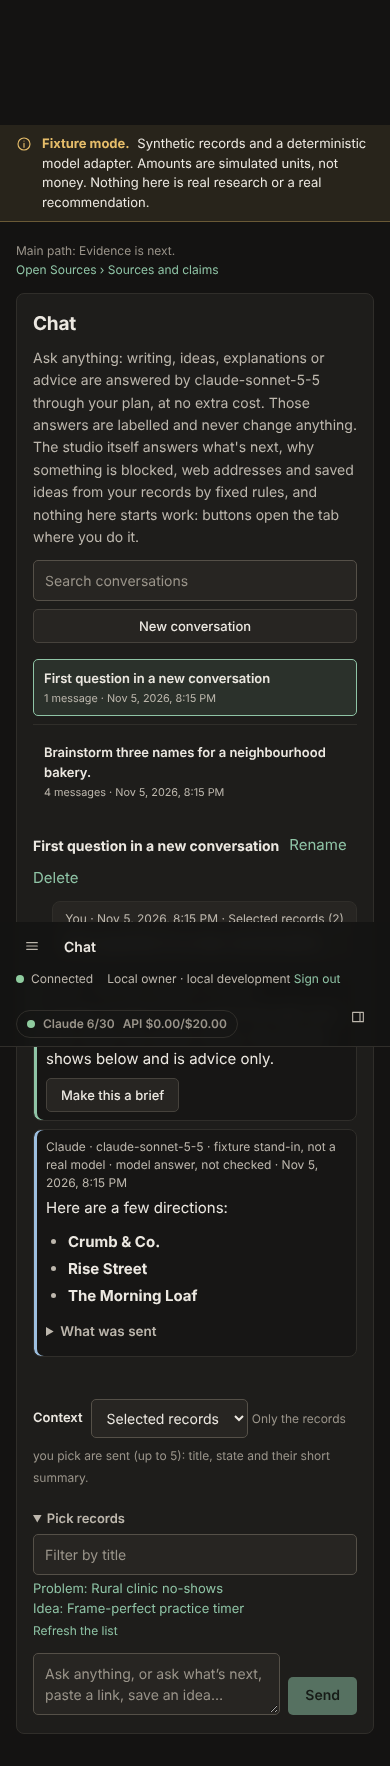 Fixture mode. Synthetic records and a deterministic
model adapter. Amounts are simulated units, not
money. Nothing here is real research or a real
recommendation.
Main path: Evidence is next.
Open Sources › Sources and claims
Chat
Ask anything: writing, ideas, explanations or
advice are answered by claude-sonnet-5-5
through your plan, at no extra cost. Those
answers are labelled and never change anything.
The studio itself answers what's next, why
something is blocked, web addresses and saved
ideas from your records by fixed rules, and
nothing here starts work: buttons open the tab
where you do it.
Search conversations
New conversation
First question in a new conversation
1 message · Nov 5, 2026, 8:15 PM
Brainstorm three names for a neighbourhood
bakery.
4 messages · Nov 5, 2026, 8:15 PM
First question in a new conversation Rename
Delete
You · Nov 5, 2026, 8:15 PM · Selected records (2)
Chat
Connected Local owner · local development Sign out
Claude 6/30 API $0.00/$20.00
shows below and is advice only.
Make this a brief
Claude · claude-sonnet-5-5 · fixture stand-in, not a
real model · model answer, not checked · Nov 5,
2026, 8:15 PM
Here are a few directions:
• Crumb & Co.
• Rise Street
• The Morning Loaf
▶ What was sent
Context Selected records Only the records
you pick are sent (up to 5): title, state and their short
summary.
▼ Pick records
Filter by title
Problem: Rural clinic no-shows
Idea: Frame-perfect practice timer
Refresh the list
Ask anything, or ask what's next,
paste a link, save an idea...
Send